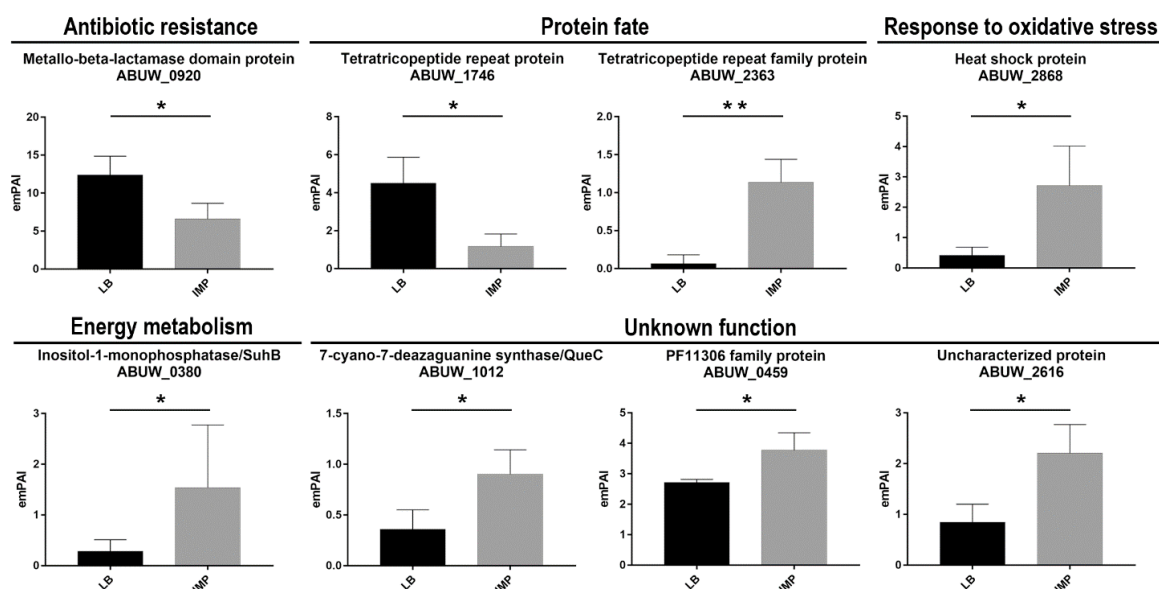 Antibiotic resistance
Protein fate
Response to oxidative stress
Metallo-beta-lactamase domain protein
ABUW_0920
*
20
15
10
5
0
emPAI
LB
IMP
Tetratricopeptide repeat protein
ABUW_1746
*
8
6
4
2
0
emPAI
LB
IMP
Tetratricopeptide repeat family protein
ABUW_2363
**
2.0
1.5
1.0
0.5
0.0
emPAI
LB
IMP
Heat shock protein
ABUW_2868
*
5
4
3
2
1
0
emPAI
LB
IMP
Energy metabolism
Unknown function
Inositol-1-monophosphatase/SuhB
ABUW_0380
*
3
2
1
0
emPAI
LB
IMP
7-cyano-7-deazaguanine synthase/QueC
ABUW_1012
*
1.5
1.0
0.5
0.0
emPAI
LB
IMP
PF11306 family protein
ABUW_0459
*
5
4
3
2
1
0
emPAI
LB
IMP
Uncharacterized protein
ABUW_2616
*
3
2
1
0
emPAI
LB
IMP